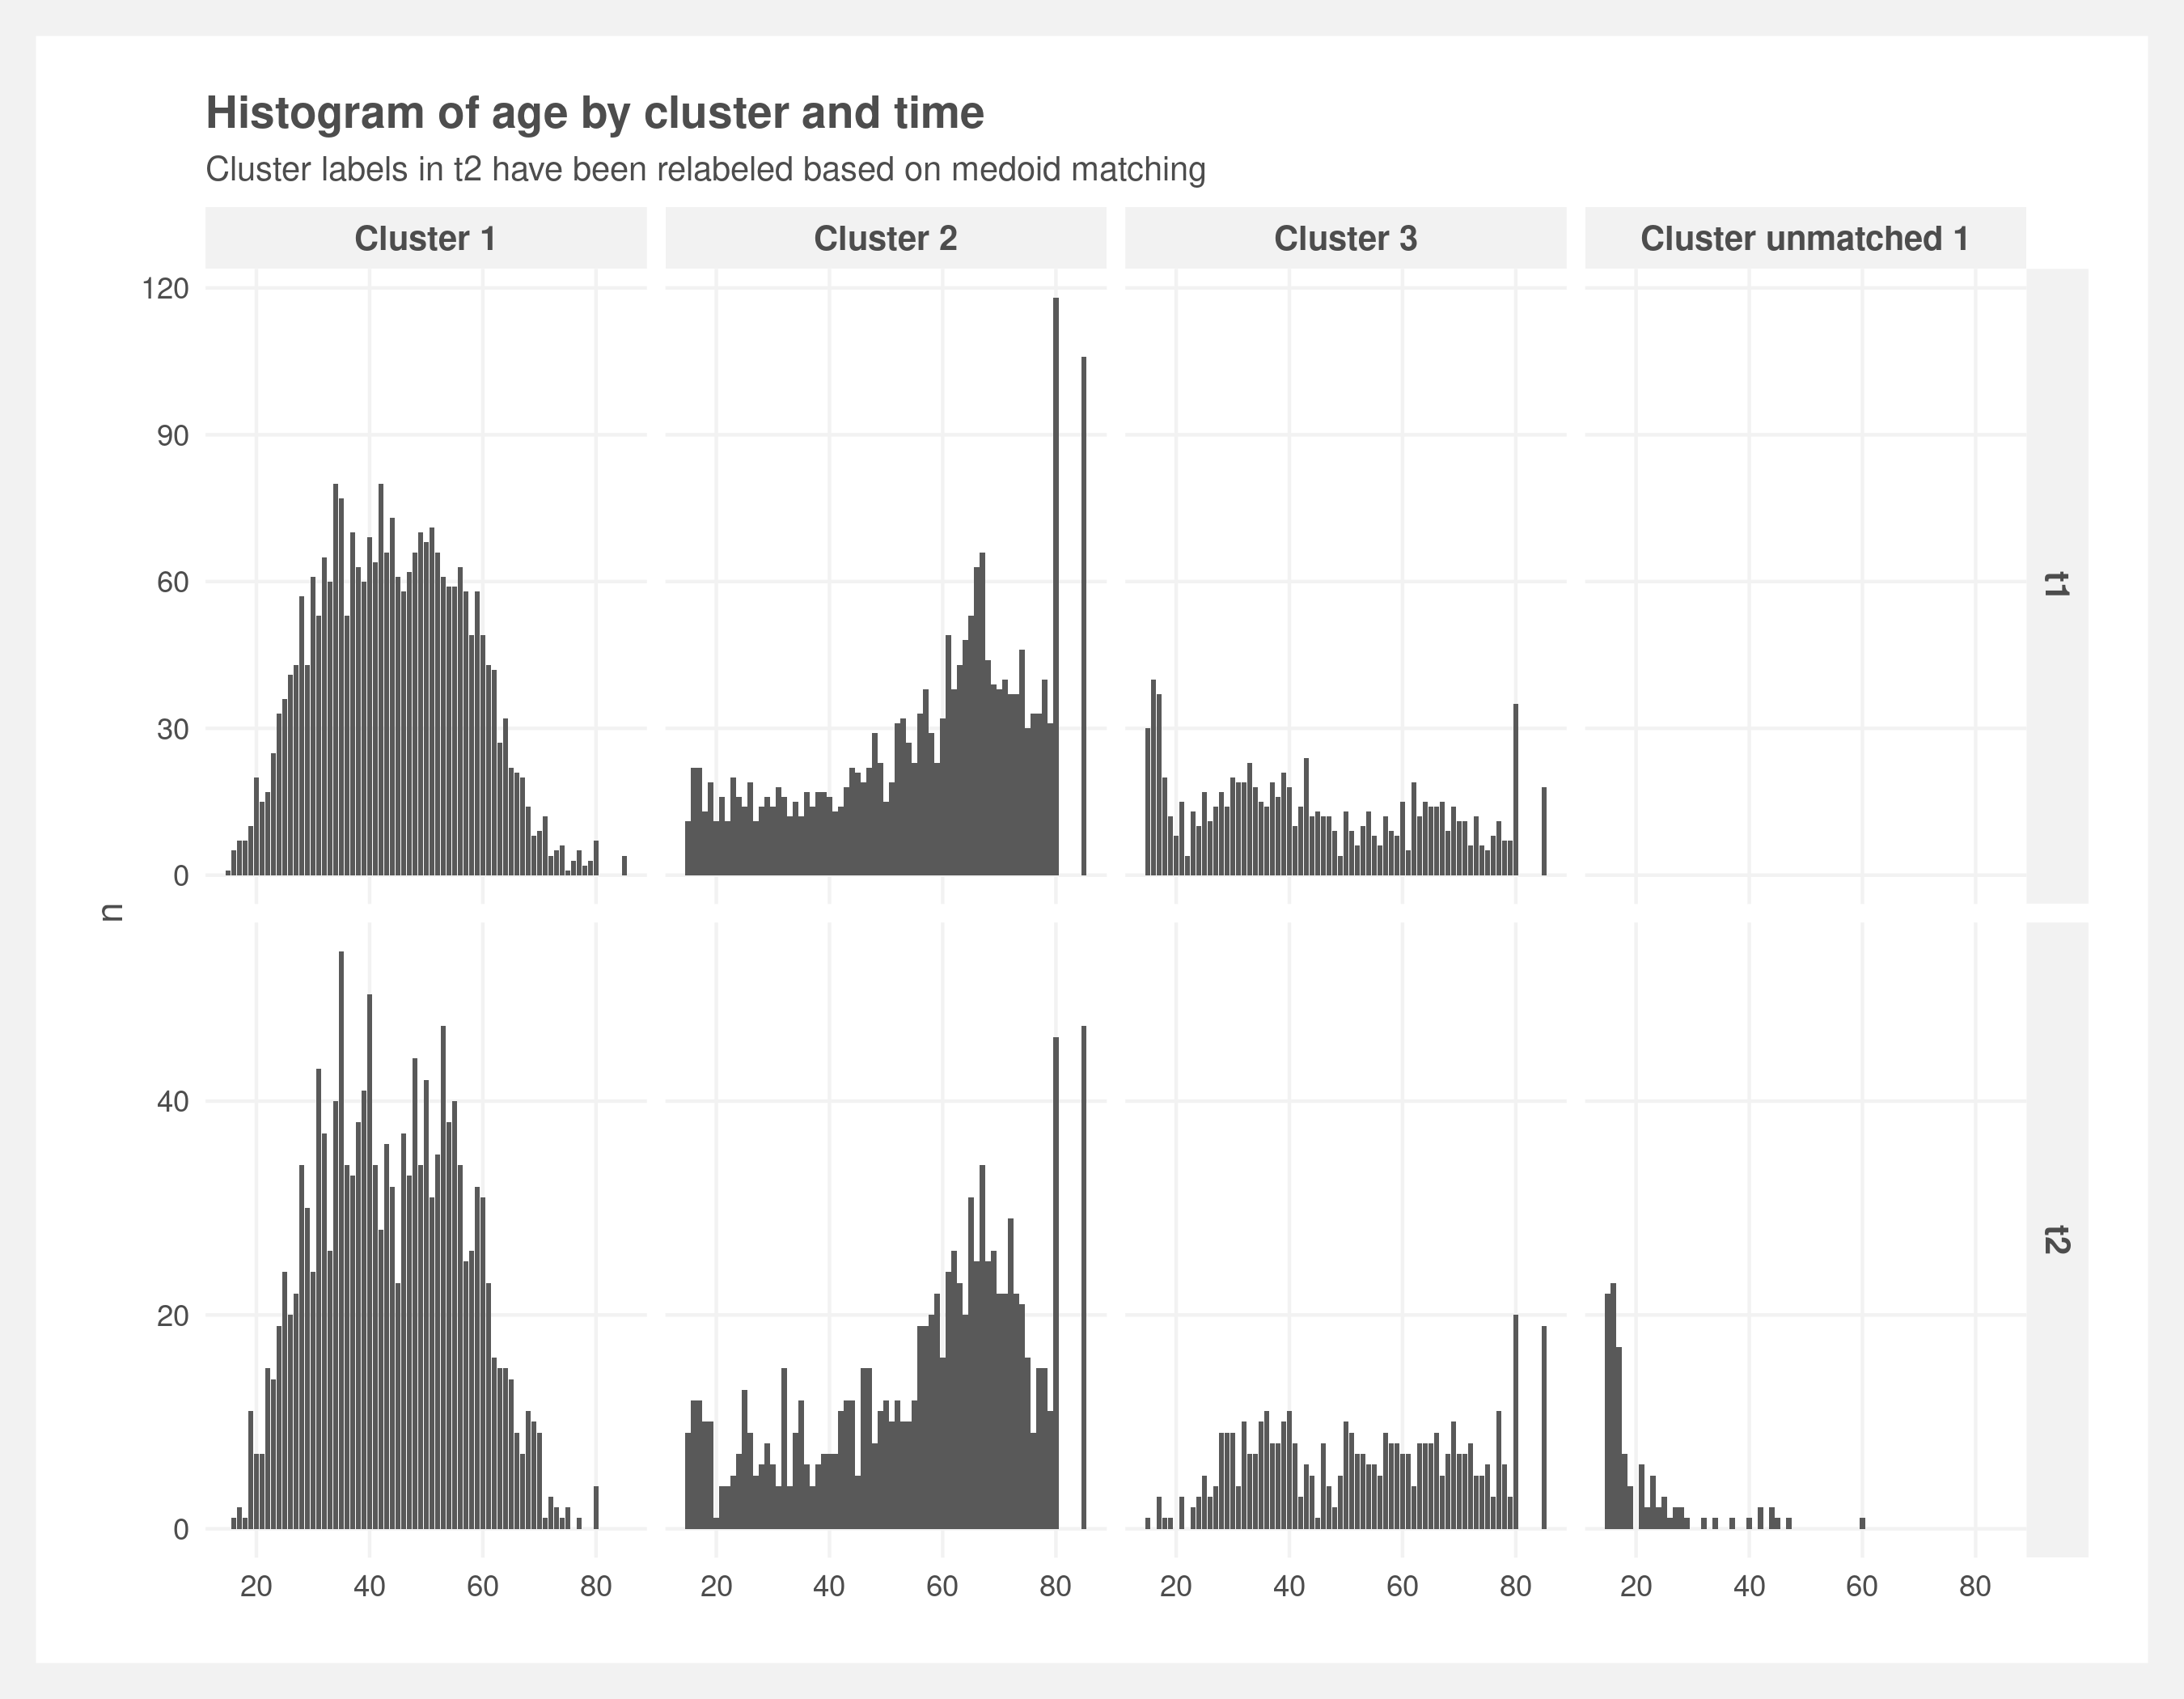 Histogram of age by cluster and time
Cluster labels in t2 have been relabeled based on medoid matching
Cluster 1
Cluster 2
Cluster 3
Cluster unmatched 1
120
90
60
30
0
t1
n
40
20
0
t2
20 40 60 80
20 40 60 80
20 40 60 80
20 40 60 80